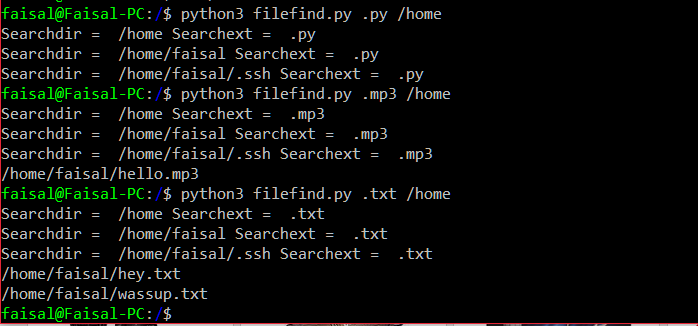 faisal@Faisal-PC:/$ python3 filefind.py .py /home
Searchdir =  /home Searchext =  .py
Searchdir =  /home/faisal Searchext =  .py
Searchdir =  /home/faisal/.ssh Searchext =  .py
faisal@Faisal-PC:/$ python3 filefind.py .mp3 /home
Searchdir =  /home Searchext =  .mp3
Searchdir =  /home/faisal Searchext =  .mp3
Searchdir =  /home/faisal/.ssh Searchext =  .mp3
/home/faisal/hello.mp3
faisal@Faisal-PC:/$ python3 filefind.py .txt /home
Searchdir =  /home Searchext =  .txt
Searchdir =  /home/faisal Searchext =  .txt
Searchdir =  /home/faisal/.ssh Searchext =  .txt
/home/faisal/hey.txt
/home/faisal/wassup.txt
faisal@Faisal-PC:/$